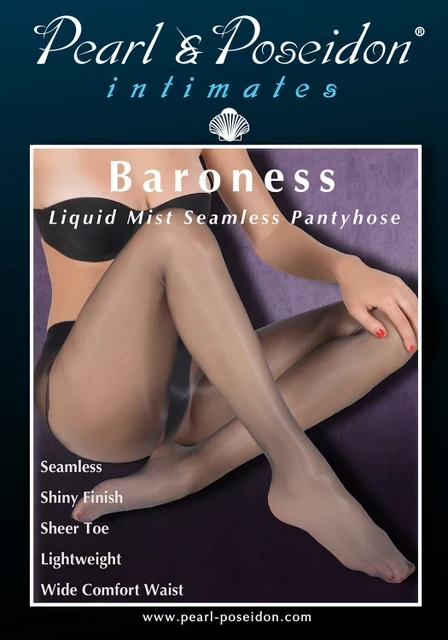 Pearl & Poseidon®
intimates
Baroness
Liquid Mist Seamless Pantyhose
Seamless
Shiny Finish
Sheer Toe
Lightweight
Wide Comfort Waist
www.pearl-poseidon.com